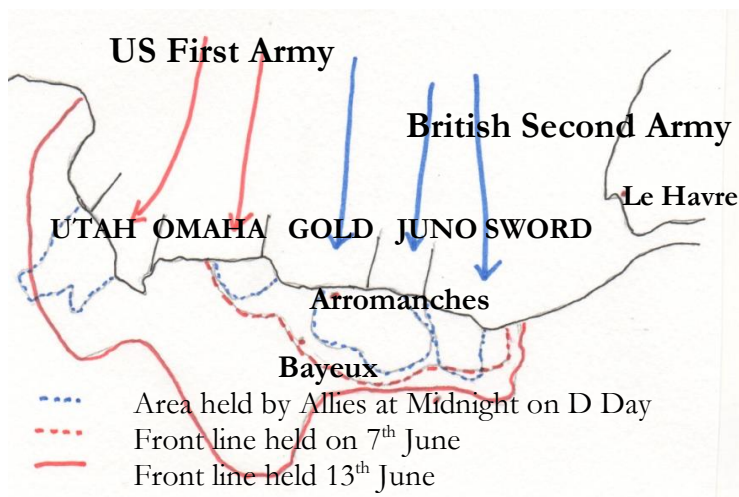 US First Army
British Second Army
Le Havre
UTAH OMAHA GOLD JUNO SWORD
Arromanches
Bayeux
Area held by Allies at Midnight on D Day
Front line held on 7th June
Front line held 13th June